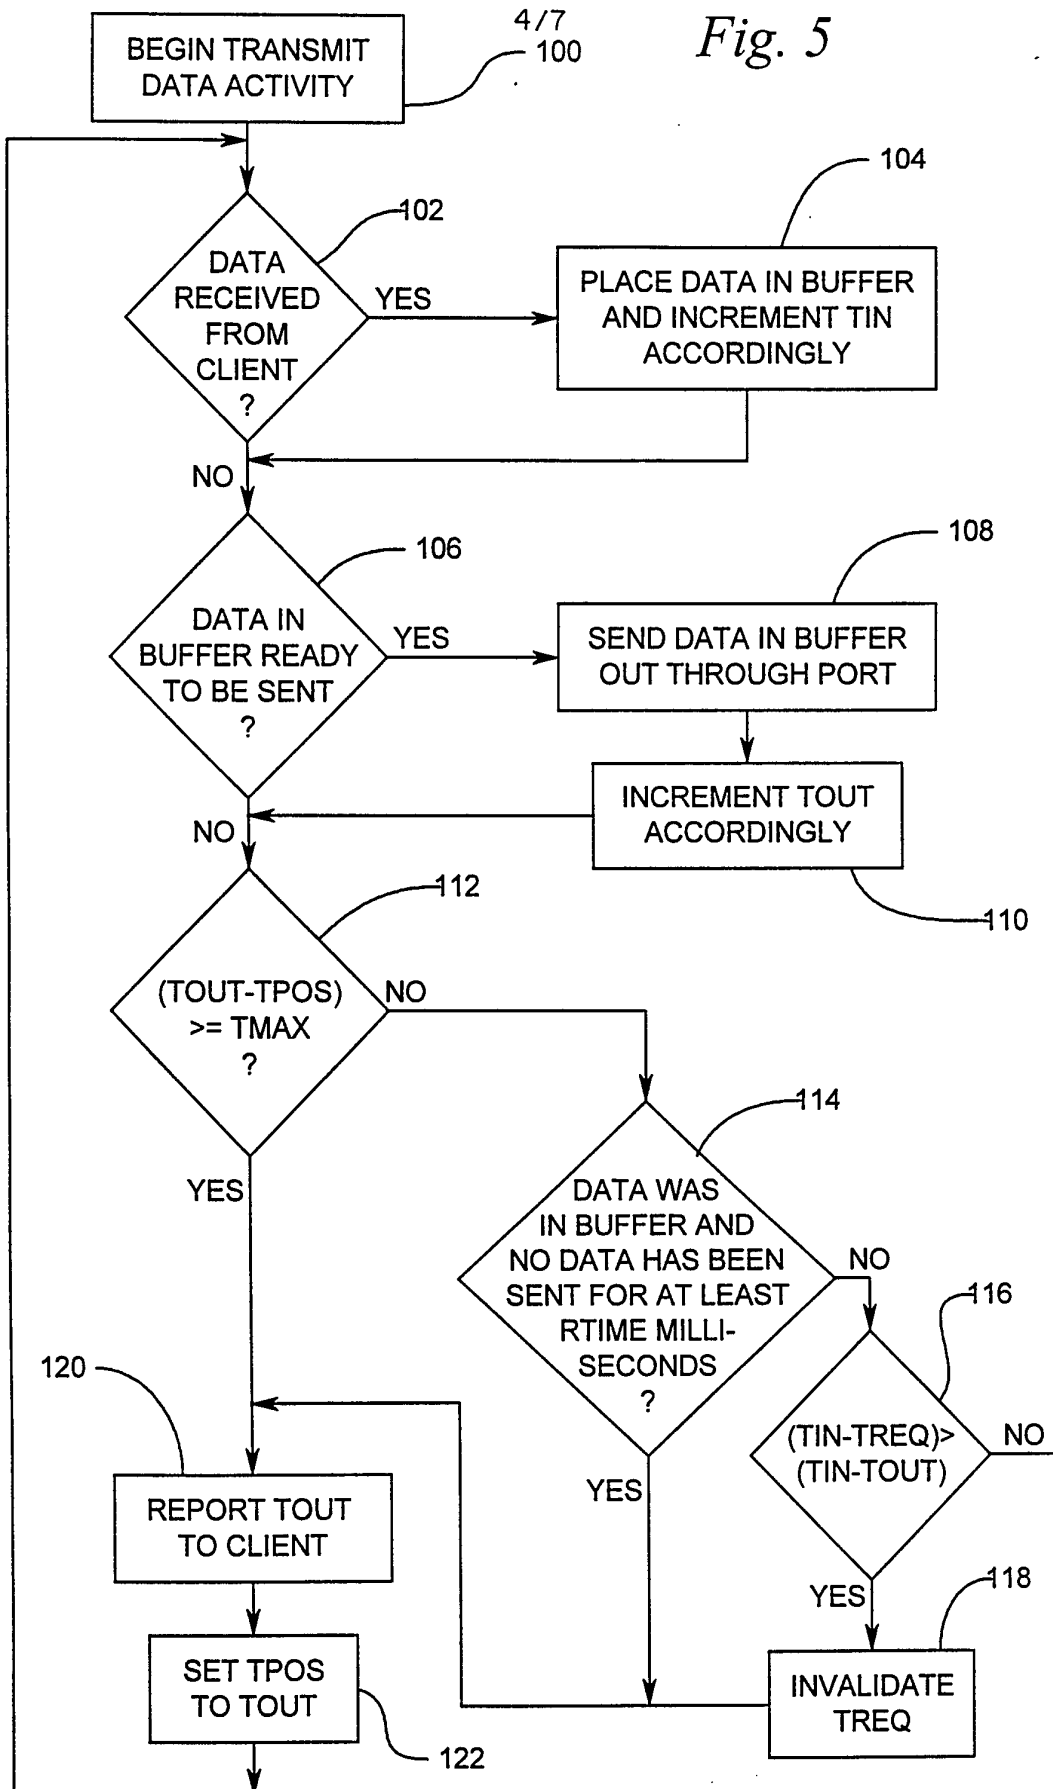 4/7
Fig. 5
BEGIN TRANSMIT
DATA ACTIVITY
100
102
104
DATA
RECEIVED
FROM
CLIENT
?
YES
PLACE DATA IN BUFFER
AND INCREMENT TIN
ACCORDINGLY
NO
106
108
DATA IN
BUFFER READY
TO BE SENT
?
YES
SEND DATA IN BUFFER
OUT THROUGH PORT
INCREMENT TOUT
ACCORDINGLY
NO
110
112
(TOUT-TPOS)
>= TMAX
?
NO
YES
114
DATA WAS
IN BUFFER AND
NO DATA HAS BEEN
SENT FOR AT LEAST
RTIME MILLI-
SECONDS
?
NO
116
YES
(TIN-TREQ)>
(TIN-TOUT)
NO
120
REPORT TOUT
TO CLIENT
YES
118
SET TPOS
TO TOUT
INVALIDATE
TREQ
122